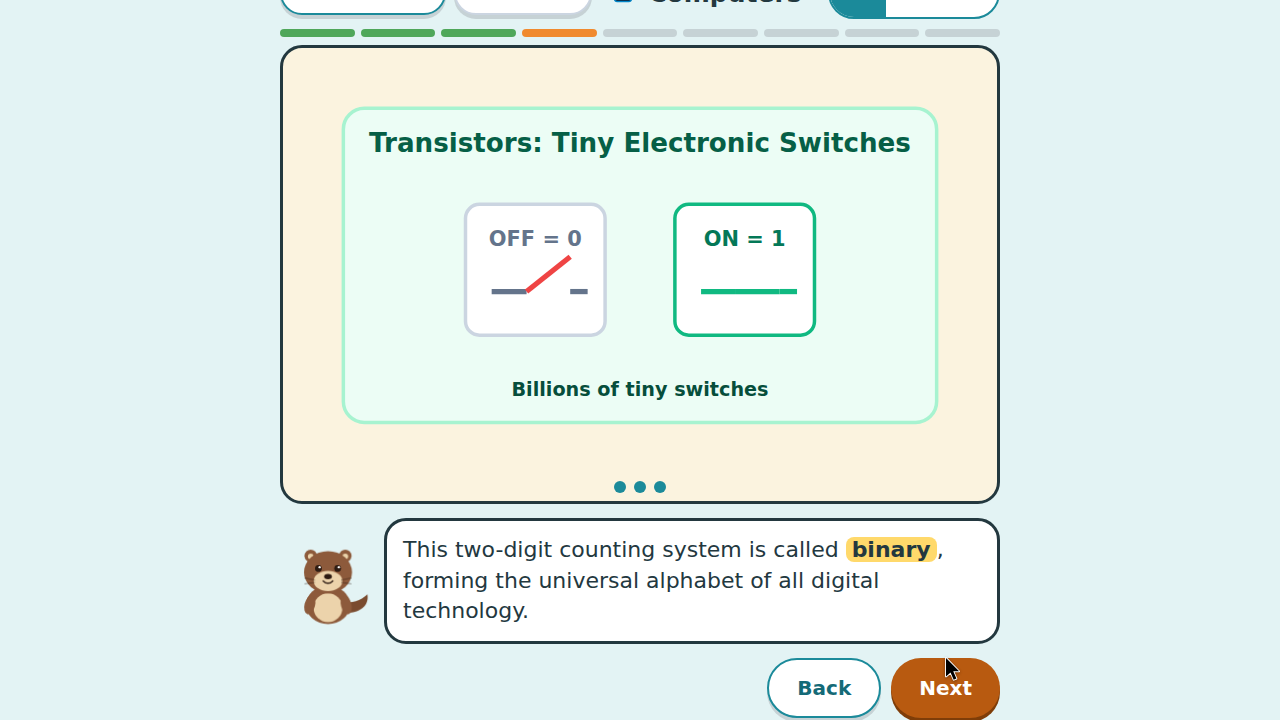 Computers
Transistors: Tiny Electronic Switches
OFF = 0
ON = 1
Billions of tiny switches
This two-digit counting system is called binary,
forming the universal alphabet of all digital
technology.
Back
Next